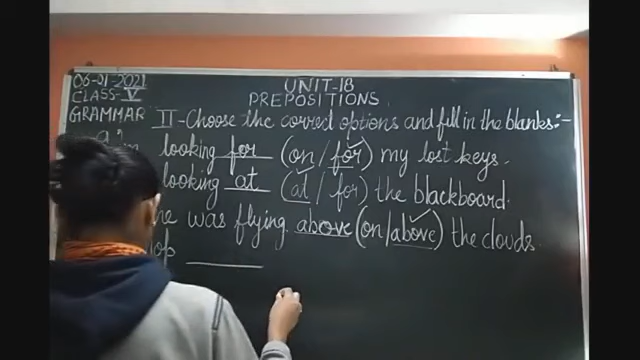 06-01-2021
CLASS-V
GRAMMAR
UNIT-18
PREPOSITIONS
II-Choose the correct options and fill in the blanks:-
looking for (on/for) my lost keys.
looking at (at/for) the blackboard.
was flying above (on/above) the clouds.